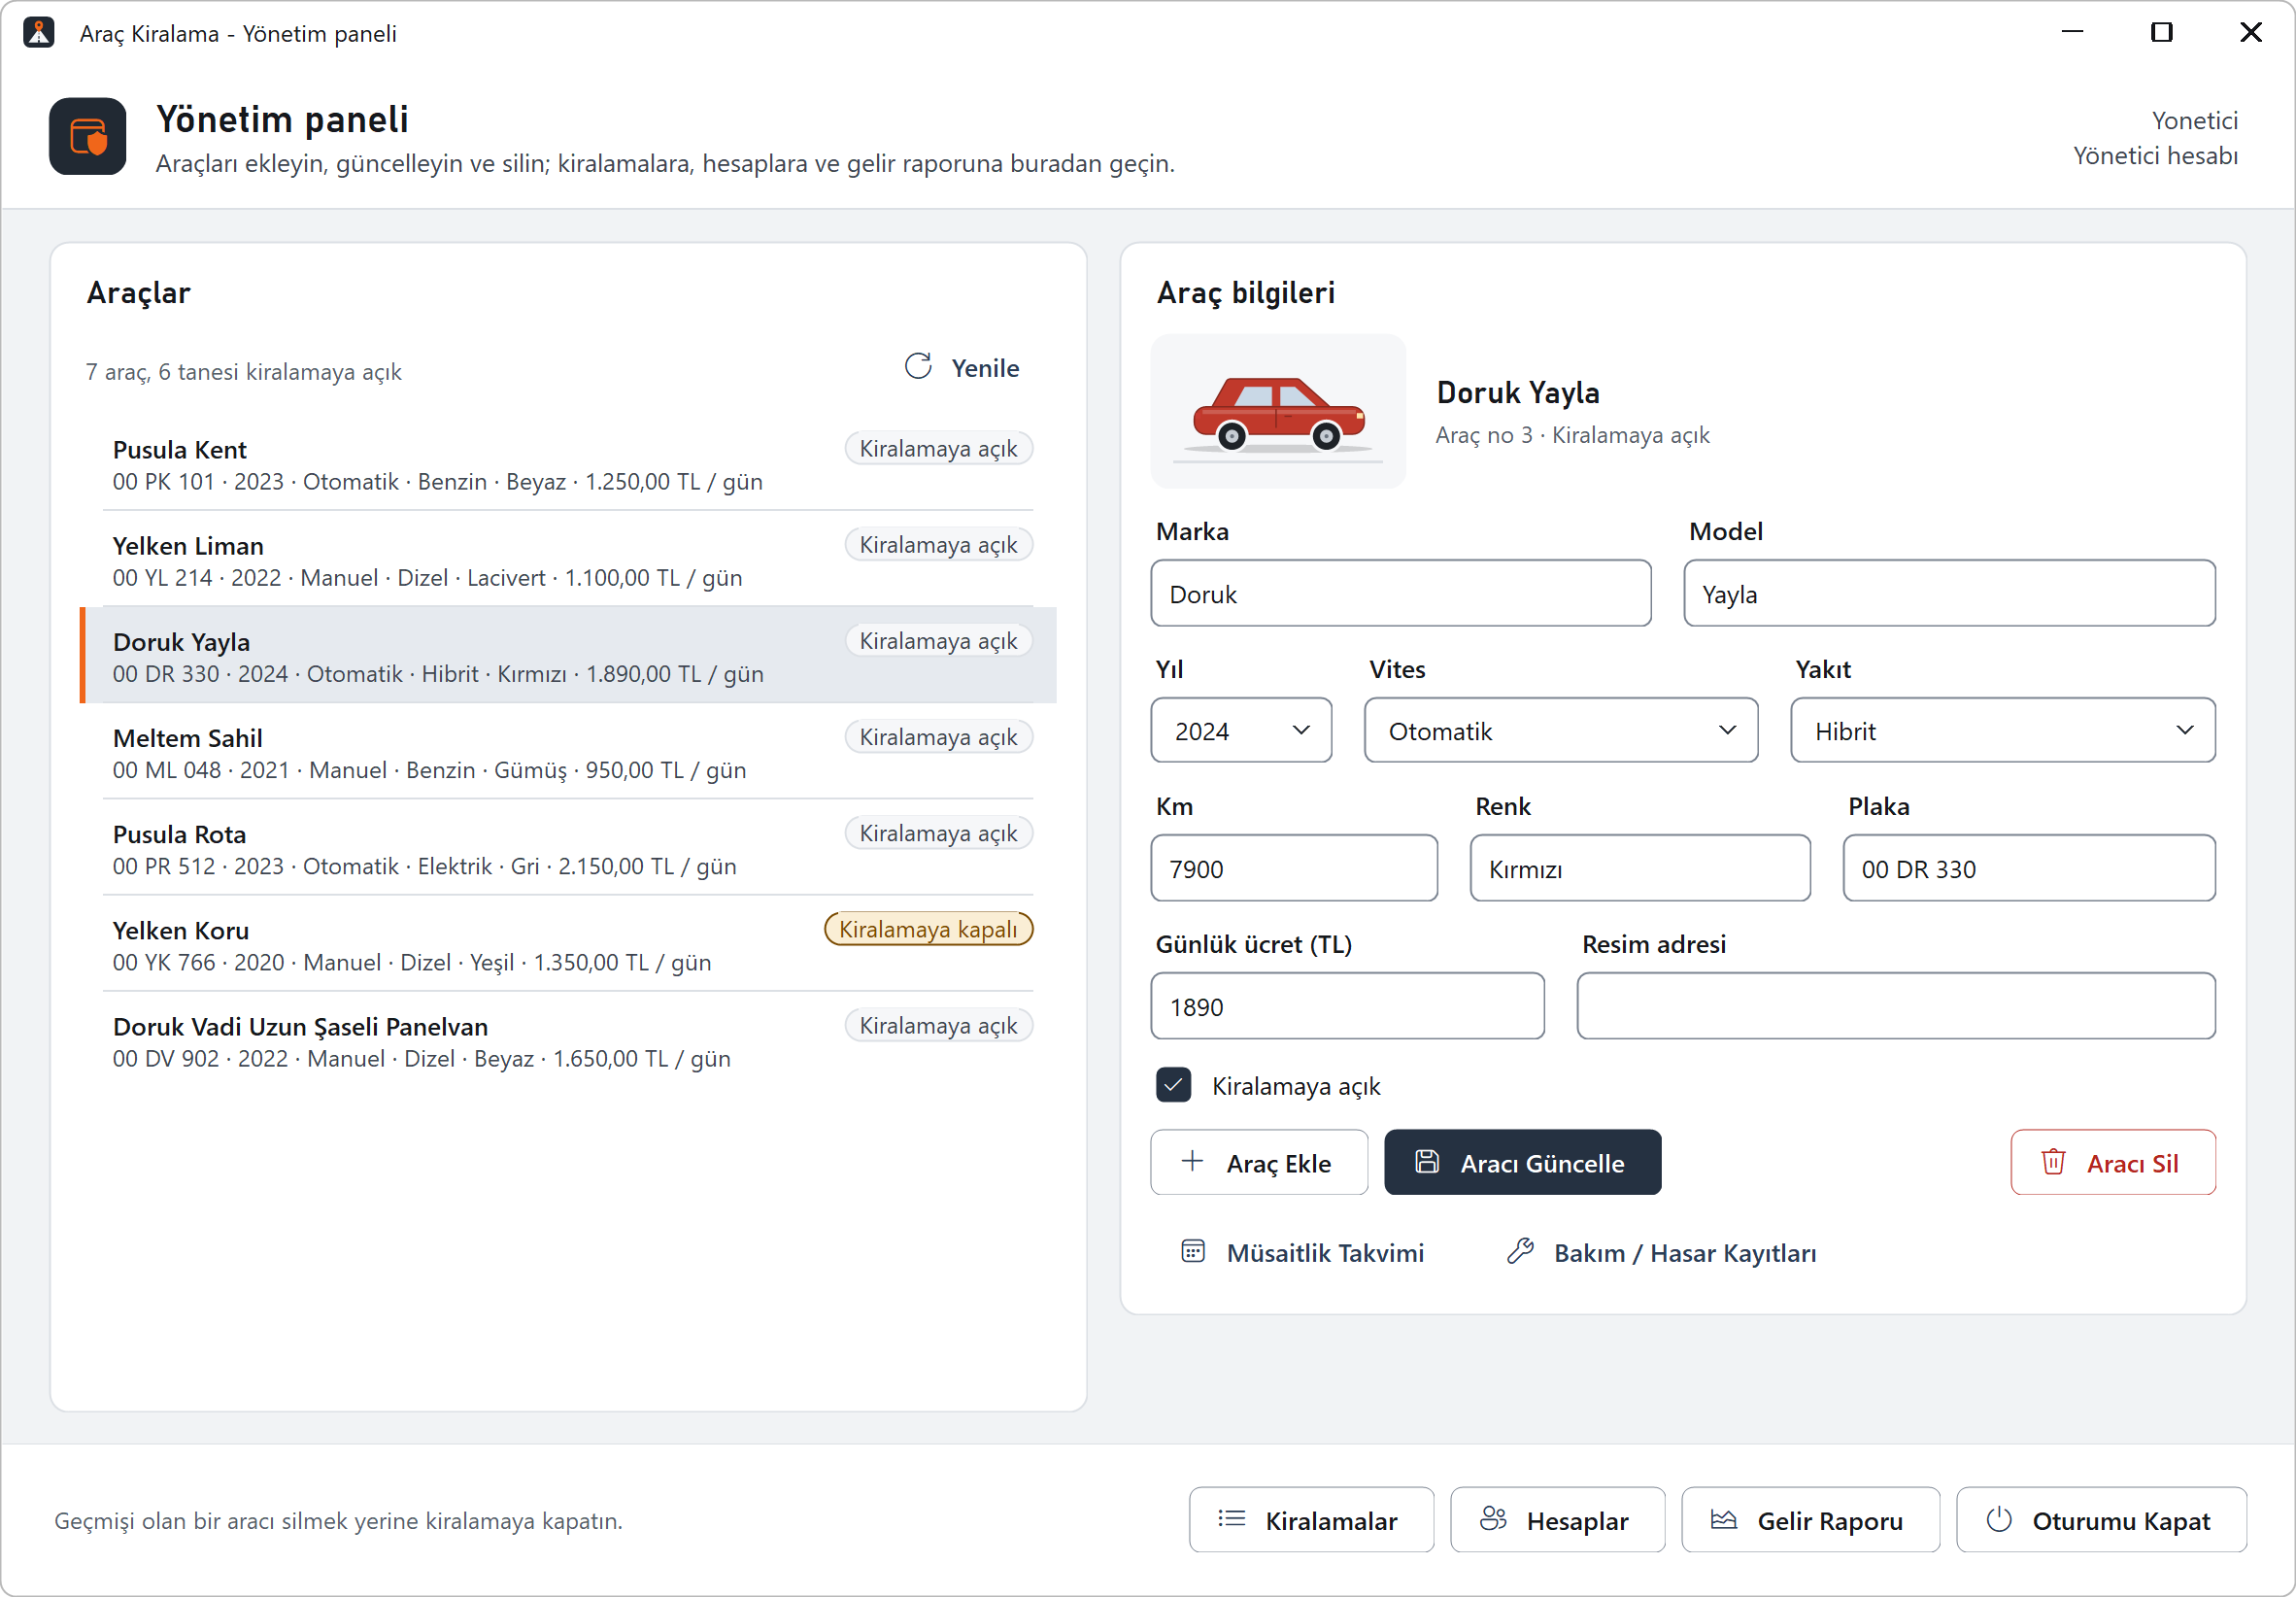 Araç Kiralama - Yönetim paneli
Yönetim paneli
Araçları ekleyin, güncelleyin ve silin; kiralamalara, hesaplara ve gelir raporuna buradan geçin.
Yonetici
Yönetici hesabı
Araçlar
7 araç, 6 tanesi kiralamaya açık
Yenile
Pusula Kent
Kiralamaya açık
00 PK 101 · 2023 · Otomatik · Benzin · Beyaz · 1.250,00 TL / gün
Yelken Liman
Kiralamaya açık
00 YL 214 · 2022 · Manuel · Dizel · Lacivert · 1.100,00 TL / gün
Doruk Yayla
Kiralamaya açık
00 DR 330 · 2024 · Otomatik · Hibrit · Kırmızı · 1.890,00 TL / gün
Meltem Sahil
Kiralamaya açık
00 ML 048 · 2021 · Manuel · Benzin · Gümüş · 950,00 TL / gün
Pusula Rota
Kiralamaya açık
00 PR 512 · 2023 · Otomatik · Elektrik · Gri · 2.150,00 TL / gün
Yelken Koru
Kiralamaya kapalı
00 YK 766 · 2020 · Manuel · Dizel · Yeşil · 1.350,00 TL / gün
Doruk Vadi Uzun Şaseli Panelvan
Kiralamaya açık
00 DV 902 · 2022 · Manuel · Dizel · Beyaz · 1.650,00 TL / gün
Araç bilgileri
Doruk Yayla
Araç no 3 · Kiralamaya açık
Marka
Model
Doruk
Yayla
Yıl
Vites
Yakıt
2024
Otomatik
Hibrit
Km
Renk
Plaka
7900
Kırmızı
00 DR 330
Günlük ücret (TL)
Resim adresi
1890
Kiralamaya açık
Araç Ekle
Aracı Güncelle
Aracı Sil
Müsaitlik Takvimi
Bakım / Hasar Kayıtları
Geçmişi olan bir aracı silmek yerine kiralamaya kapatın.
Kiralamalar
Hesaplar
Gelir Raporu
Oturumu Kapat